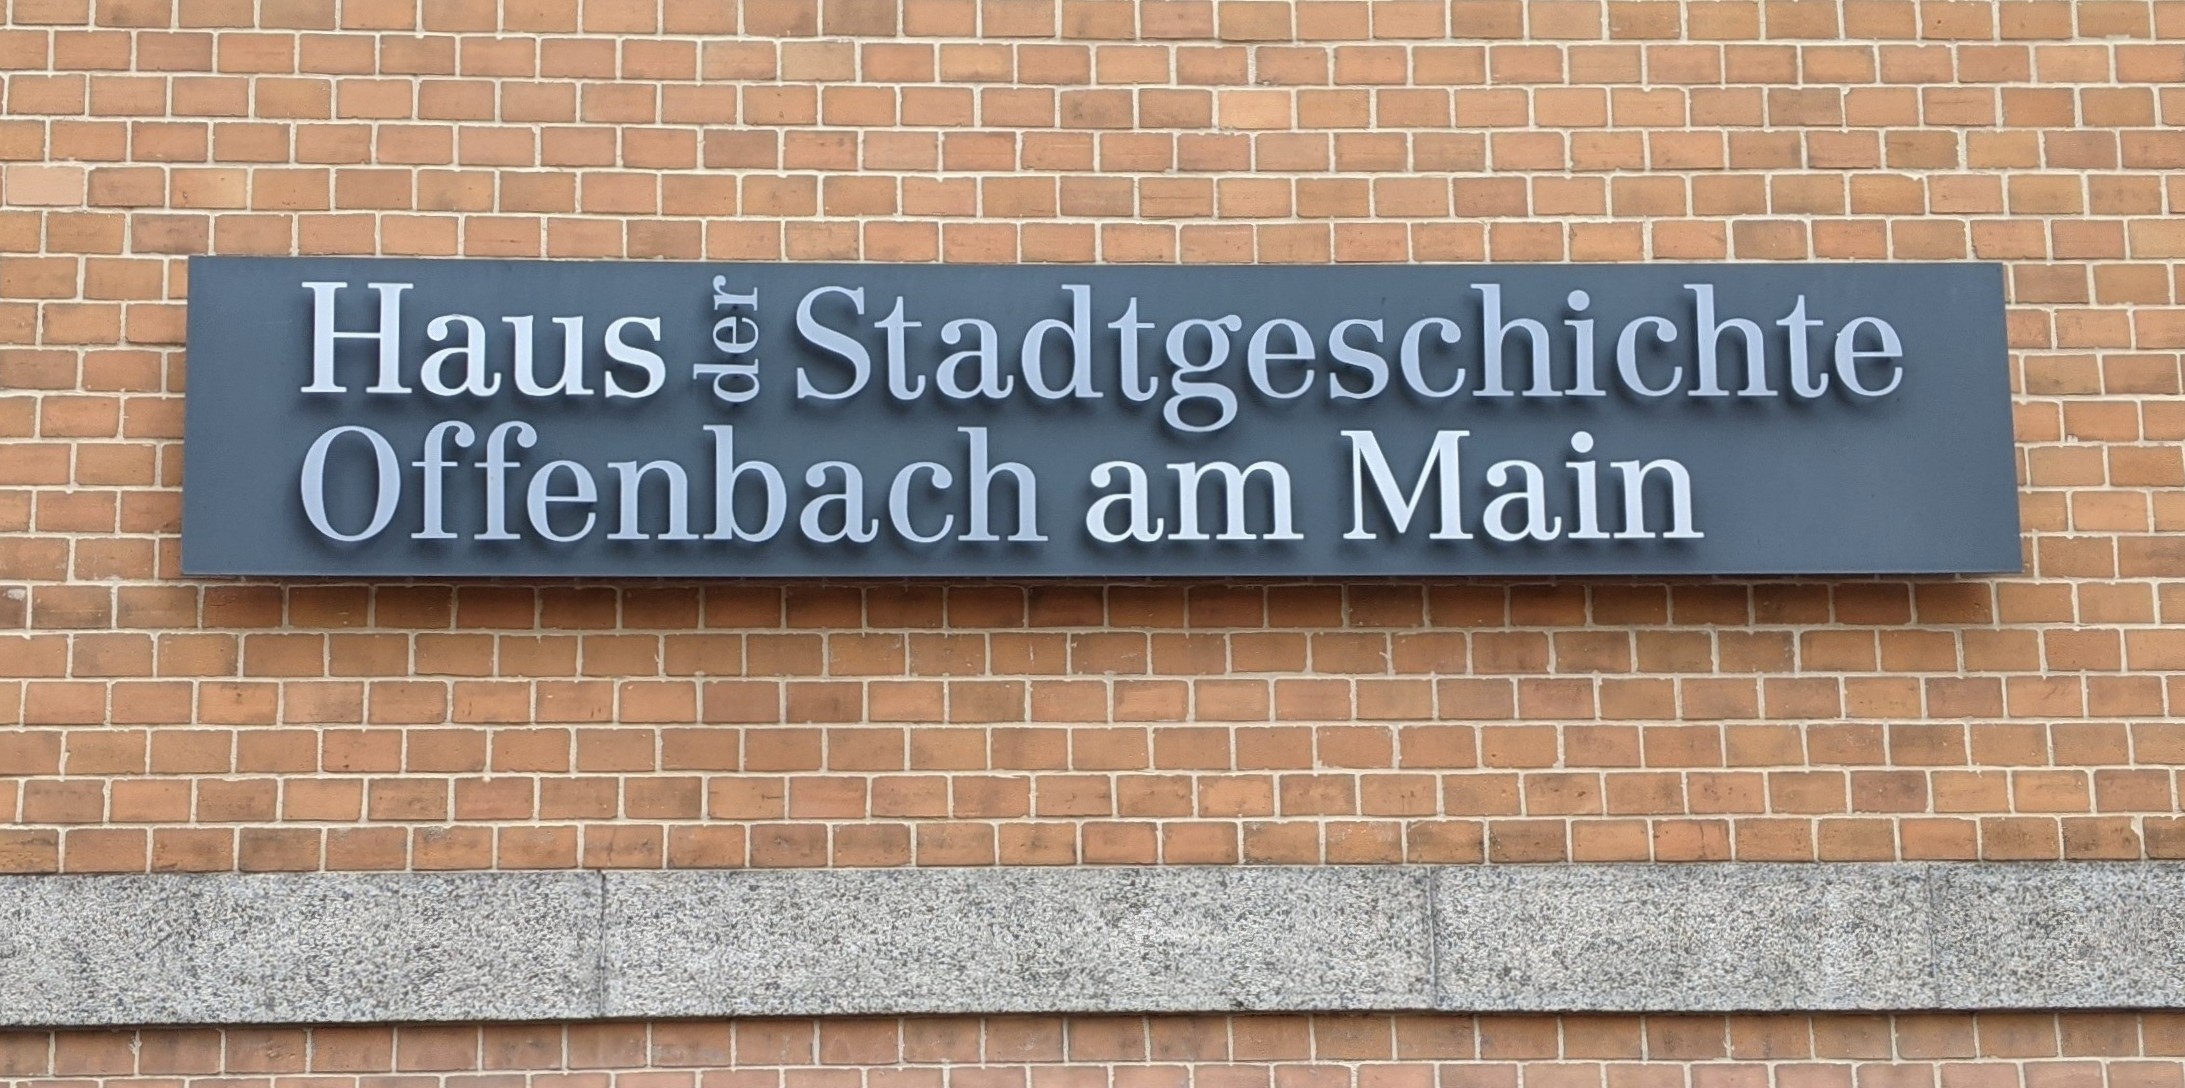 Haus der Stadtgeschichte
Offenbach am Main